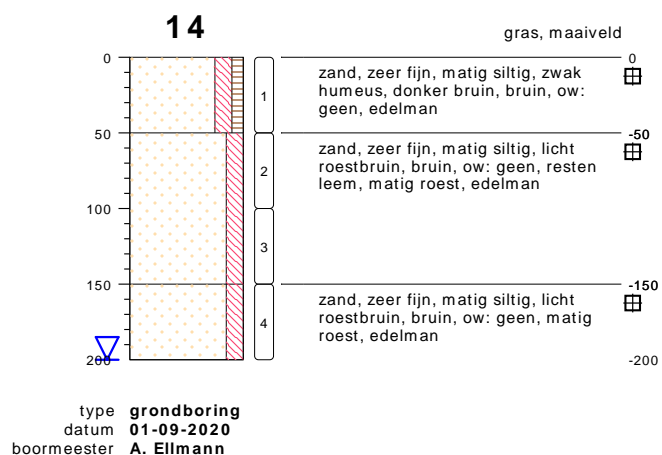 14
gras, maaiveld
0
0
zand, zeer fijn, matig siltig, zwak
humeus, donker bruin, bruin, ow:
geen, edelman
1
50
-50
zand, zeer fijn, matig siltig, licht
roestbruin, bruin, ow: geen, resten
leem, matig roest, edelman
2
100
3
150
-150
zand, zeer fijn, matig siltig, licht
roestbruin, bruin, ow: geen, matig
roest, edelman
4
200
-200
type grondboring
datum 01-09-2020
boormeester A. Ellmann